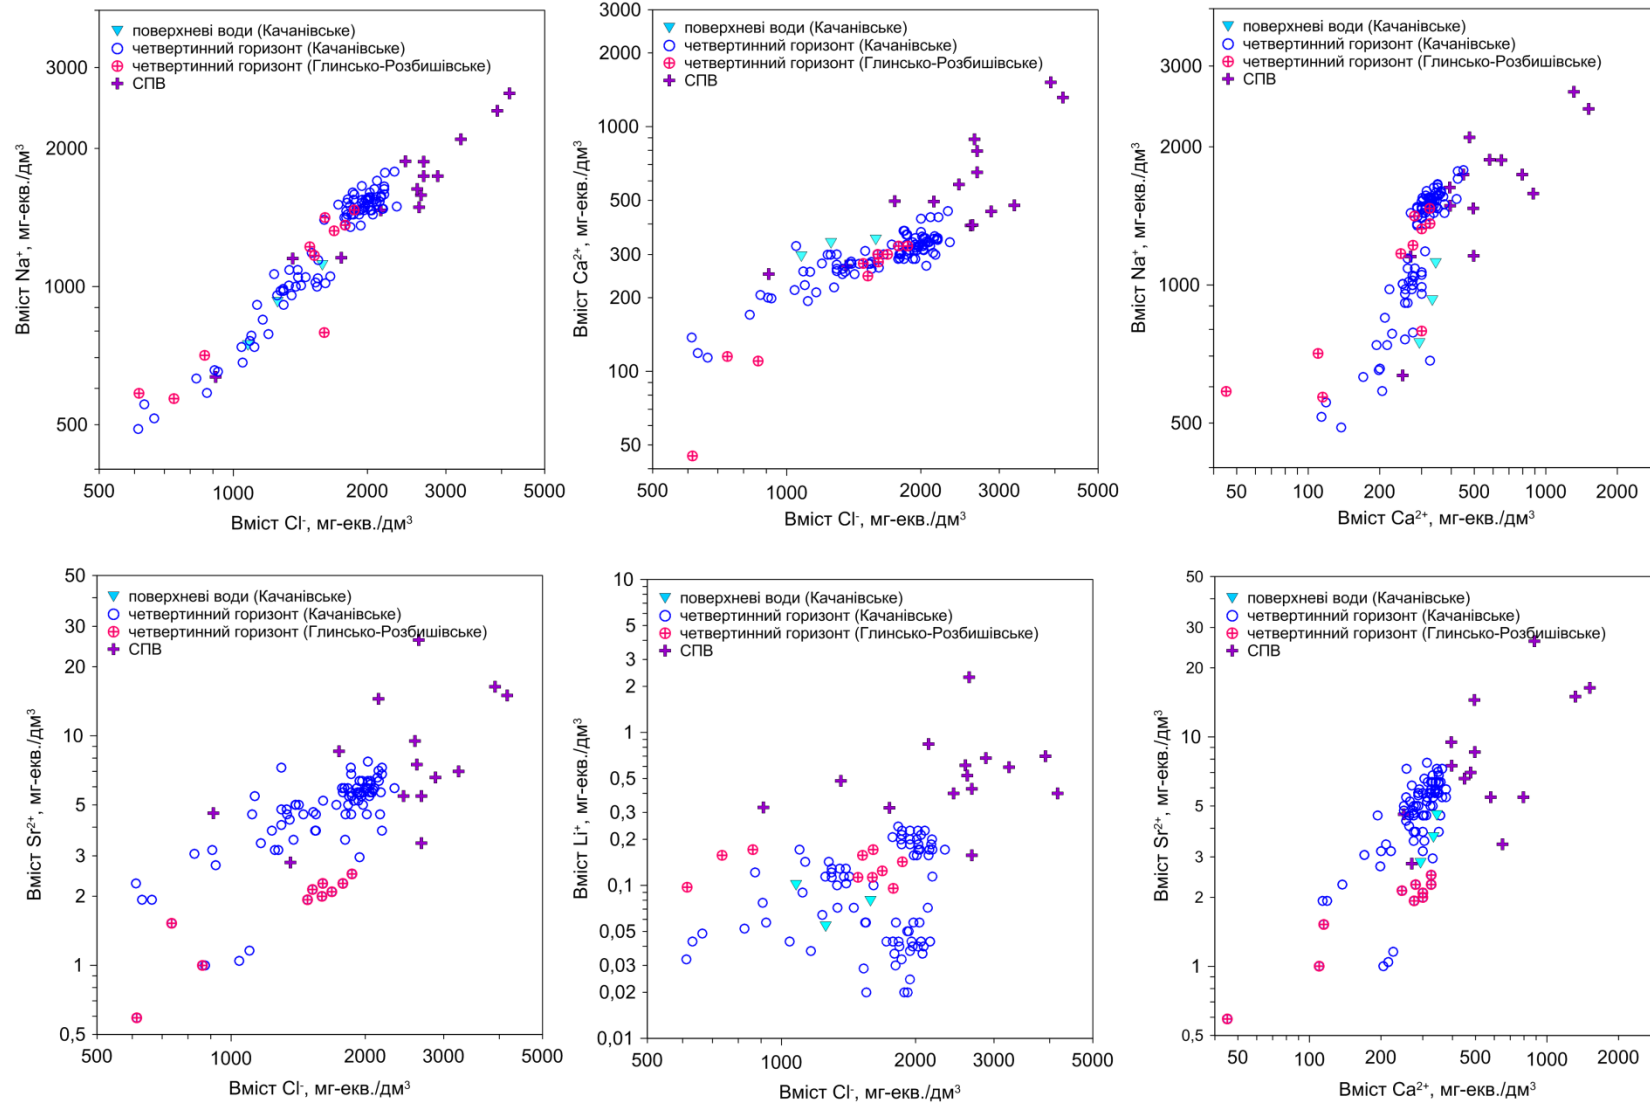 поверхневі води (Качанівське)
четвертинний горизонт (Качанівське)
четвертинний горизонт (Глинсько-Розбишівське)
СПВ
3000
2000
1000
500
Вміст Na⁺, мг-екв./дм³
500
1000
2000
3000
5000
Вміст Cl⁻, мг-екв./дм³
поверхневі води (Качанівське)
четвертинний горизонт (Качанівське)
четвертинний горизонт (Глинсько-Розбишівське)
СПВ
3000
2000
1000
500
300
200
100
50
Вміст Ca²⁺, мг-екв./дм³
500
1000
2000
3000
5000
Вміст Cl⁻, мг-екв./дм³
поверхневі води (Качанівське)
четвертинний горизонт (Качанівське)
четвертинний горизонт (Глинсько-Розбишівське)
СПВ
3000
2000
1000
500
Вміст Na⁺, мг-екв./дм³
50
100
200
500
1000
2000
Вміст Ca²⁺, мг-екв./дм³
поверхневі води (Качанівське)
четвертинний горизонт (Качанівське)
четвертинний горизонт (Глинсько-Розбишівське)
СПВ
50
30
20
10
5
3
2
1
0,5
Вміст Sr²⁺, мг-екв./дм³
500
1000
2000
3000
5000
Вміст Cl⁻, мг-екв./дм³
поверхневі води (Качанівське)
четвертинний горизонт (Качанівське)
четвертинний горизонт (Глинсько-Розбишівське)
СПВ
10
5
3
2
1
0,5
0,3
0,2
0,1
0,05
0,03
0,02
0,01
Вміст Li⁺, мг-екв./дм³
500
1000
2000
3000
5000
Вміст Cl⁻, мг-екв./дм³
поверхневі води (Качанівське)
четвертинний горизонт (Качанівське)
четвертинний горизонт (Глинсько-Розбишівське)
СПВ
50
30
20
10
5
3
2
1
0,5
Вміст Sr²⁺, мг-екв./дм³
50
100
200
500
1000
2000
Вміст Ca²⁺, мг-екв./дм³